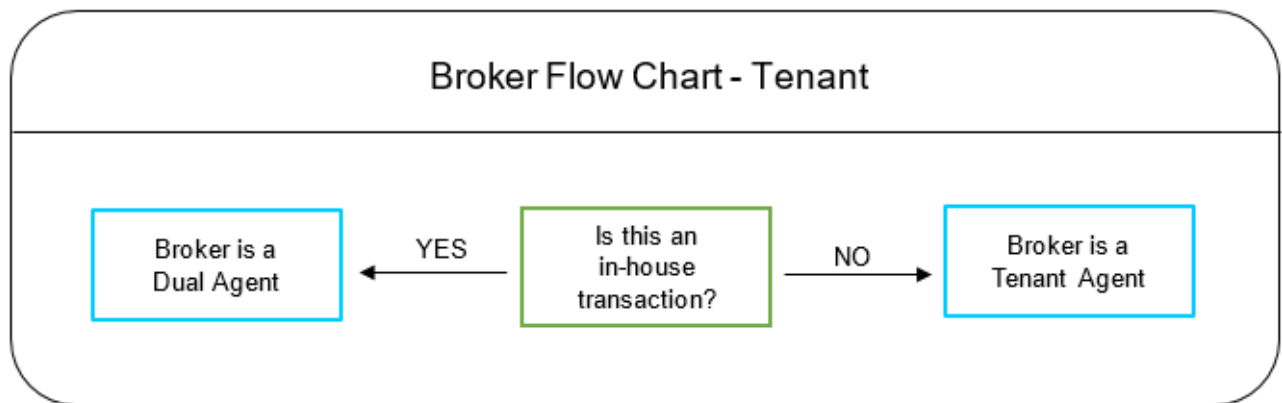 Broker Flow Chart - Tenant
Broker is a
Dual Agent
YES
Is this an
in-house
transaction?
NO
Broker is a
Tenant Agent